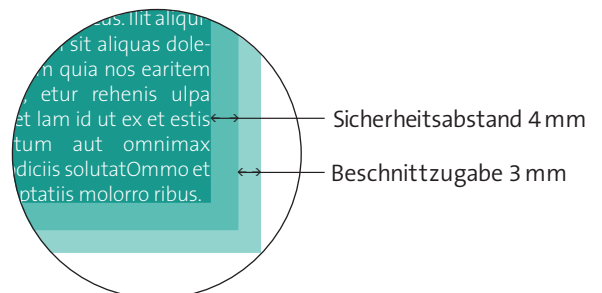 us. Ilit aliqui-
sit aliquas dole-
m quia nos earitem
etur rehenis ulpa
et lam id ut ex et estis
tum aut omnimax
diciis solutatOmmo et
ptatiis molorro ribus.
Sicherheitsabstand 4 mm
Beschnittzugabe 3 mm